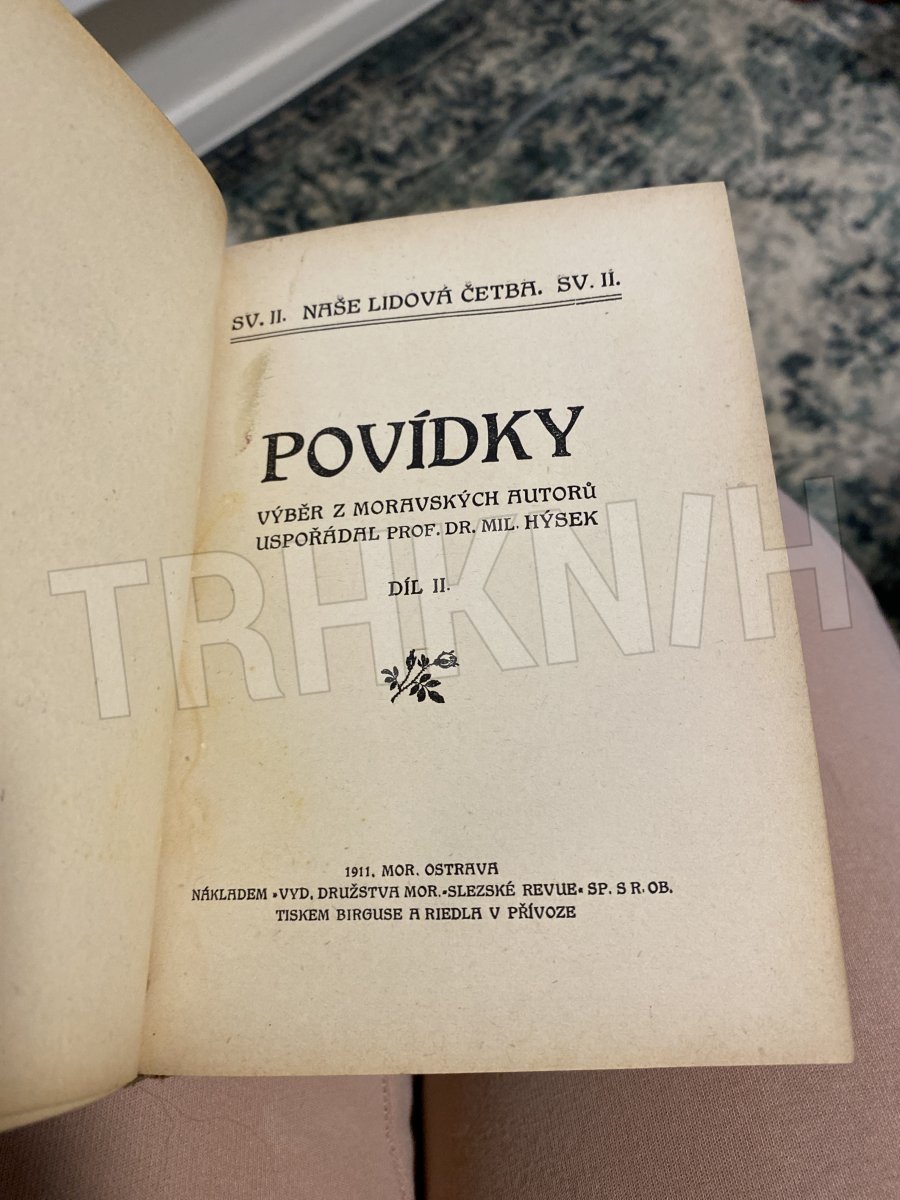 SV. II. NAŠE LIDOVÁ ČETBA. SV. II.
POVÍDKY
VÝBĚR Z MORAVSKÝCH AUTORŮ
USPOŘÁDAL PROF. DR. MIL. HÝSEK
DÍL II.
TRHKNIH
1911, MOR. OSTRAVA
NÁKLADEM „VYD. DRUŽSTVA MOR.-SLEZSKÉ REVUE“ SP. S R. OB.
TISKEM BIRGUSE A RIEDLA V PŘÍVOZE